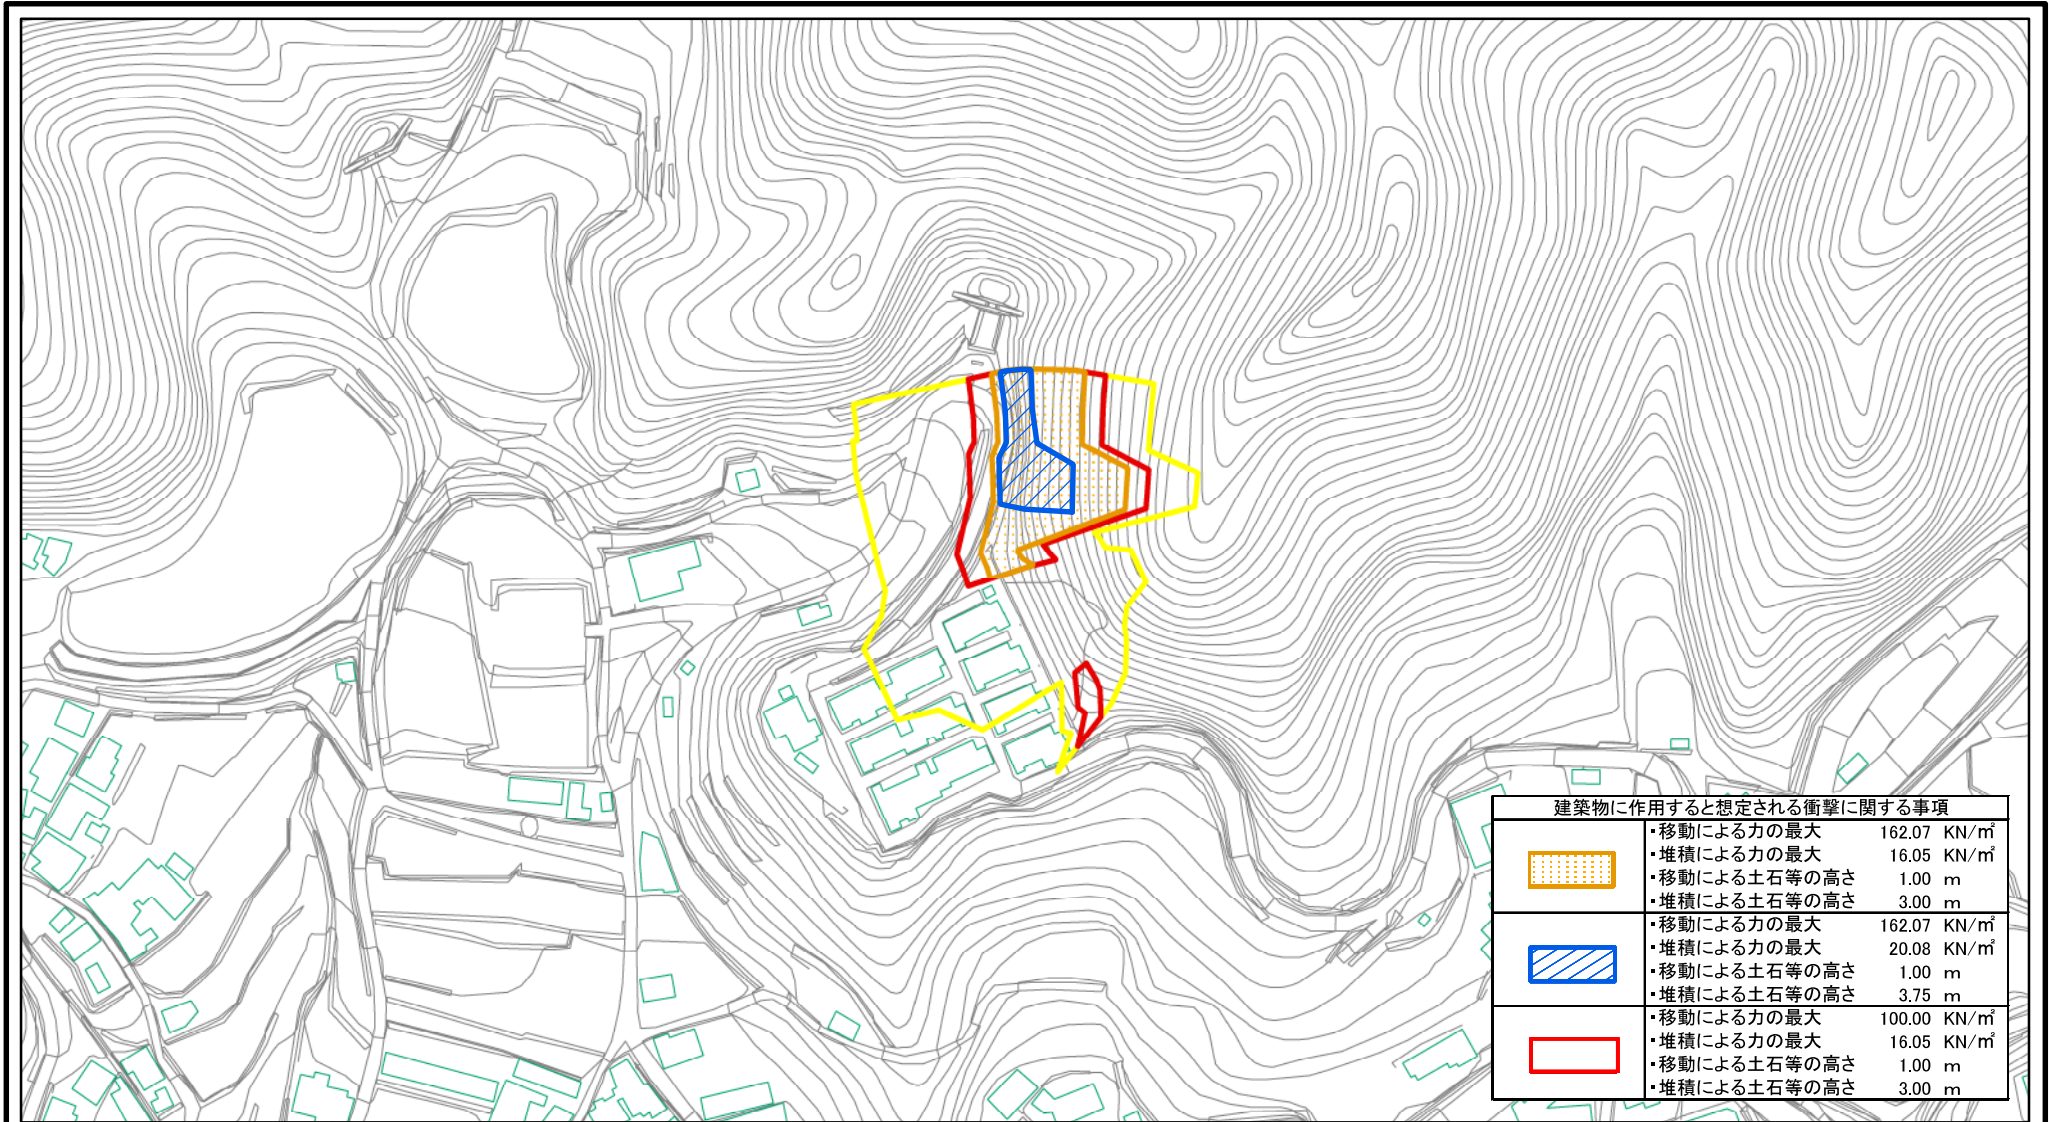 建築物に作用すると想定される衝撃に関する事項
・移動による力の最大 162.07 KN/㎡
・堆積による力の最大 16.05 KN/㎡
・移動による土石等の高さ 1.00 m
・堆積による土石等の高さ 3.00 m
・移動による力の最大 162.07 KN/㎡
・堆積による力の最大 20.08 KN/㎡
・移動による土石等の高さ 1.00 m
・堆積による土石等の高さ 3.75 m
・移動による力の最大 100.00 KN/㎡
・堆積による力の最大 16.05 KN/㎡
・移動による土石等の高さ 1.00 m
・堆積による土石等の高さ 3.00 m